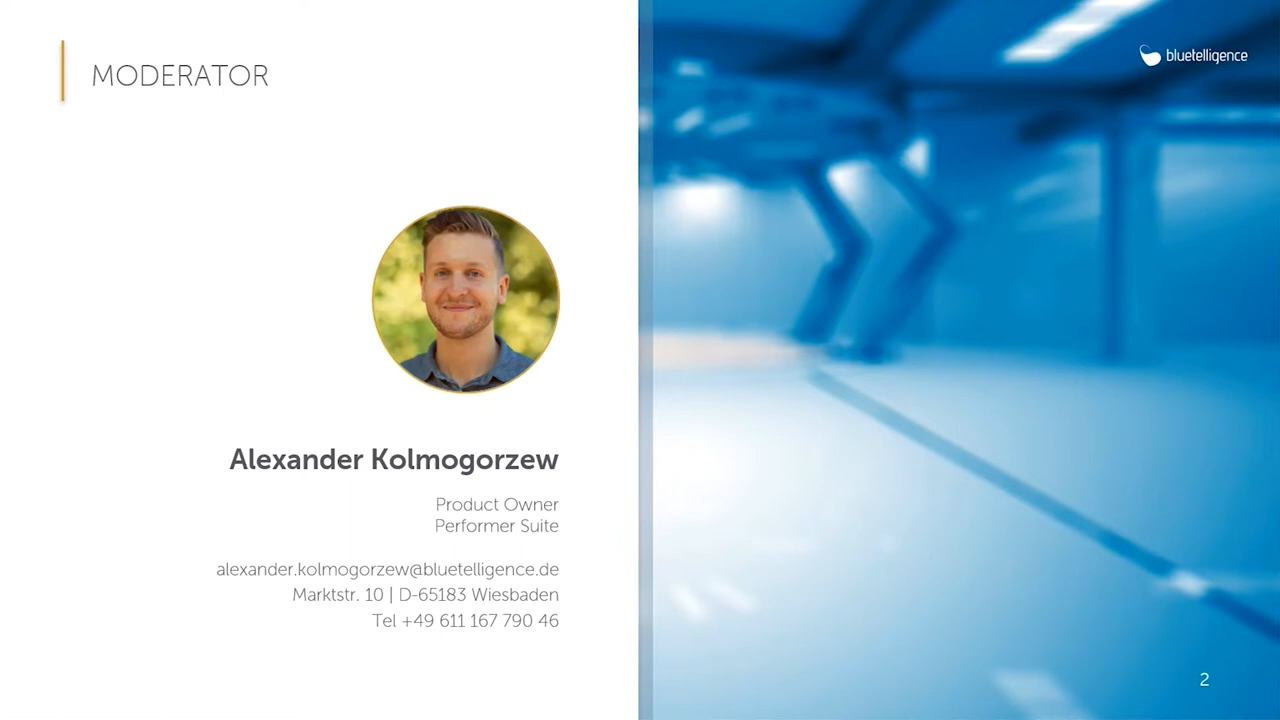 MODERATOR
bluetelligence
Alexander Kolmogorzew
Product Owner
Performer Suite
alexander.kolmogorzew@bluetelligence.de
Marktstr. 10 | D-65183 Wiesbaden
Tel +49 611 167 790 46
2